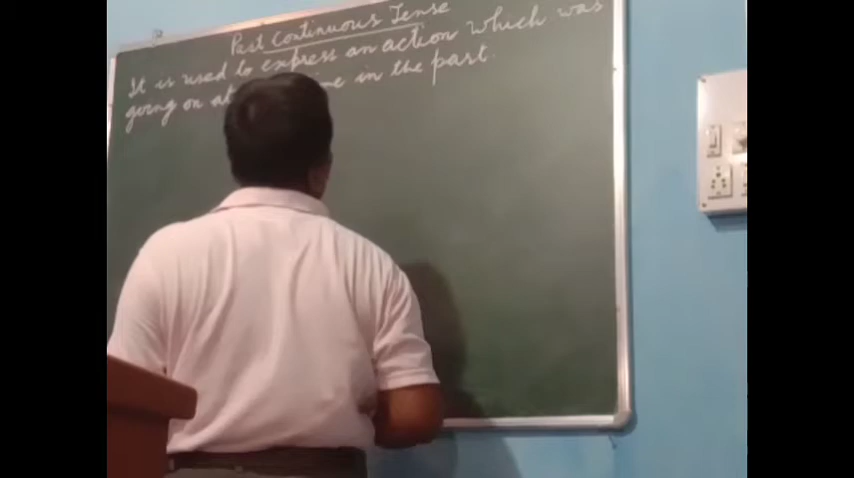 Past Continuous Tense
It is used to express an action which was
going on at in the past.